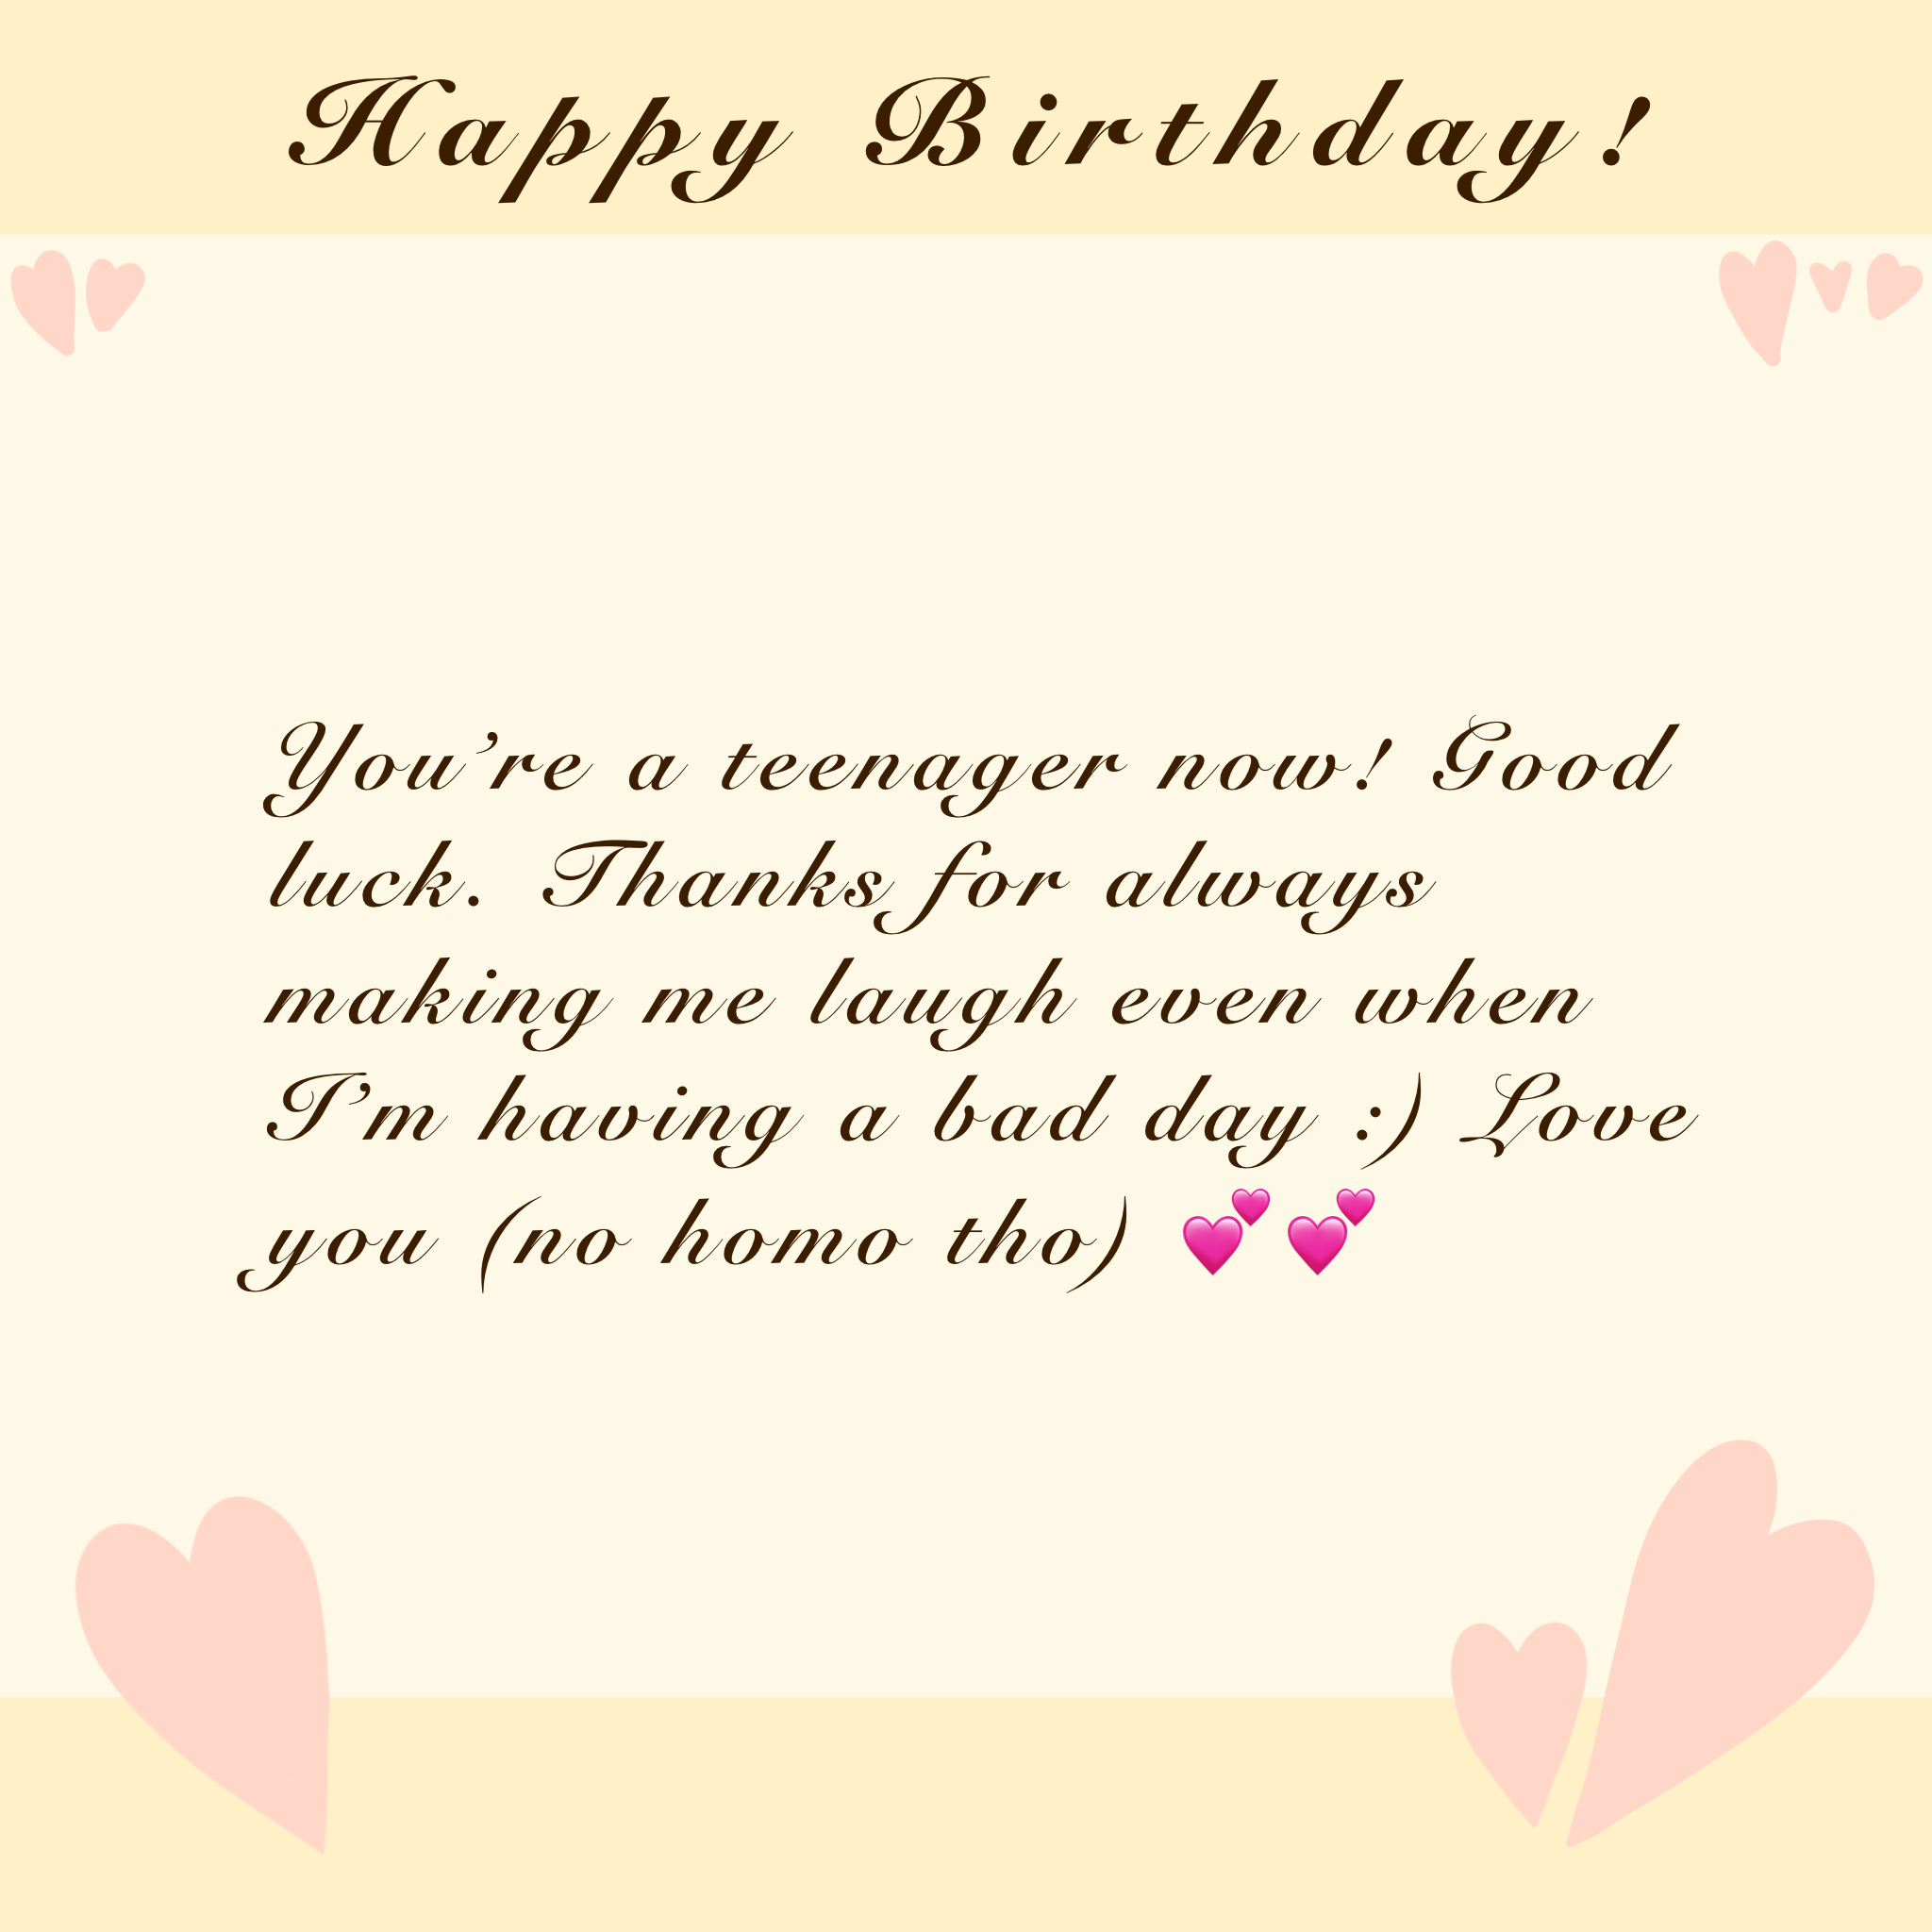 Happy Birthday!
You’re a teenager now! Good
luck. Thanks for always
making me laugh even when
I’m having a bad day :) Love
you (no homo tho) 💕💕